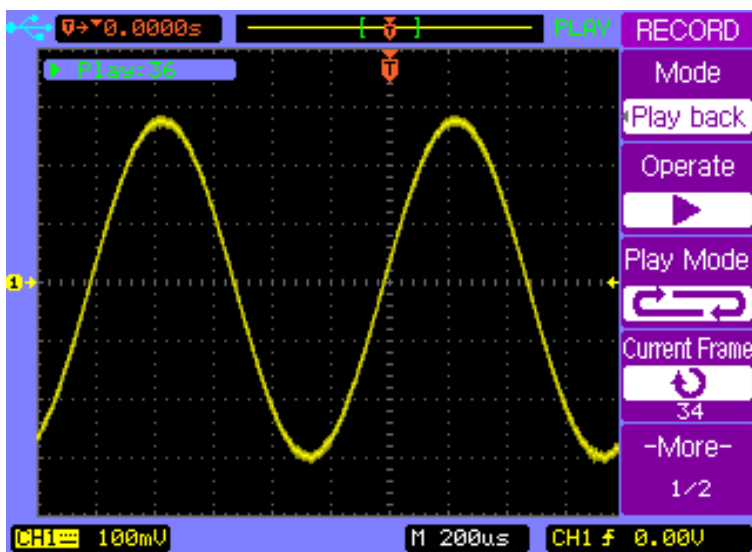 T→▼0.0000s
T
PLAY
RECORD
Play:36
T
Mode
Play back
Operate
Play Mode
Current Frame
34
-More-
1/2
1
CH1 100mV
M 200us
CH1 0.00V